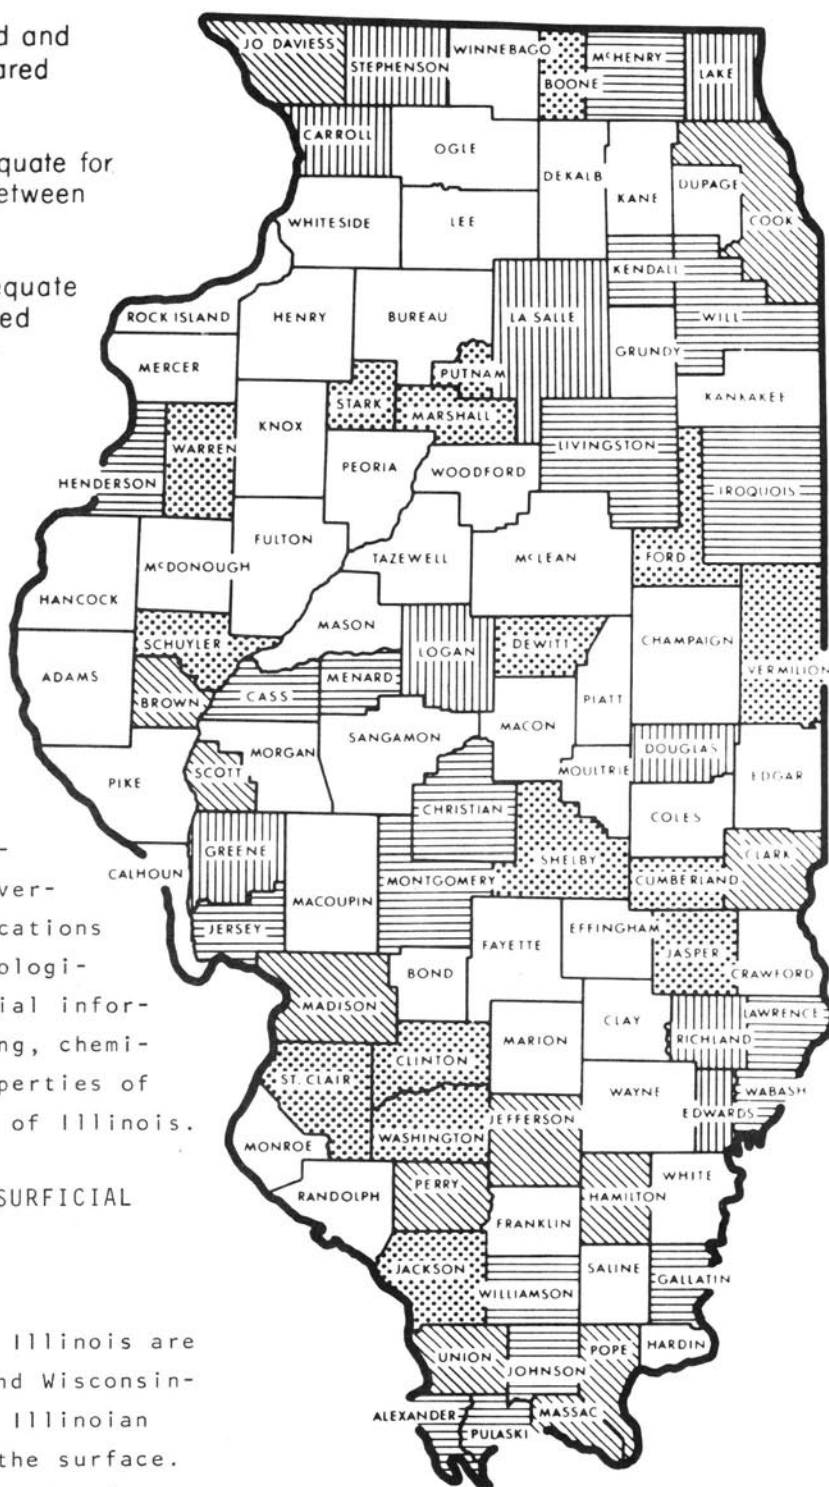 d and
ared
quate for
etween
equate
ed
-
ver-
cations
ologi-
ial infor-
ng, chemi-
perties of
of Illinois.
SURFICIAL
Illinois are
nd Wisconsin-
Illinoian
the surface.
JO DAVIESS
STEPHENSON
WINNEBAGO
BOONE
McHENRY
LAKE
CARROLL
OGLE
DEKALB
KANE
DUPAGE
COOK
WHITESIDE
LEE
KENDALL
ROCK ISLAND
HENRY
BUREAU
LA SALLE
WILL
GRUNDY
MERCER
PUTNAM
STARK
MARSHALL
KANKAKEE
KNOX
WARREN
LIVINGSTON
PEORIA
WOODFORD
HENDERSON
IROQUOIS
FULTON
TAZEWELL
McLEAN
FORD
McDONOUGH
HANCOCK
MASON
SCHUYLER
LOGAN
DEWITT
CHAMPAIGN
VERMILION
ADAMS
MENARD
CASS
BROWN
PIATT
MACON
SANGAMON
MORGAN
DOUGLAS
MOULTRIE
EDGAR
SCOTT
PIKE
CHRISTIAN
COLES
GREENE
CLARK
SHELBY
CALHOUN
MONTGOMERY
CUMBERLAND
MACOUPIN
JERSEY
EFFINGHAM
FAYETTE
JASPER
CRAWFORD
BOND
MADISON
LAWRENCE
CLAY
RICHLAND
MARION
CLINTON
ST. CLAIR
WAYNE
WABASH
EDWARDS
JEFFERSON
WASHINGTON
MONROE
WHITE
PERRY
HAMILTON
RANDOLPH
FRANKLIN
JACKSON
SALINE
GALLATIN
WILLIAMSON
HARDIN
POPE
UNION
JOHNSON
ALEXANDER
MASSAC
PULASKI